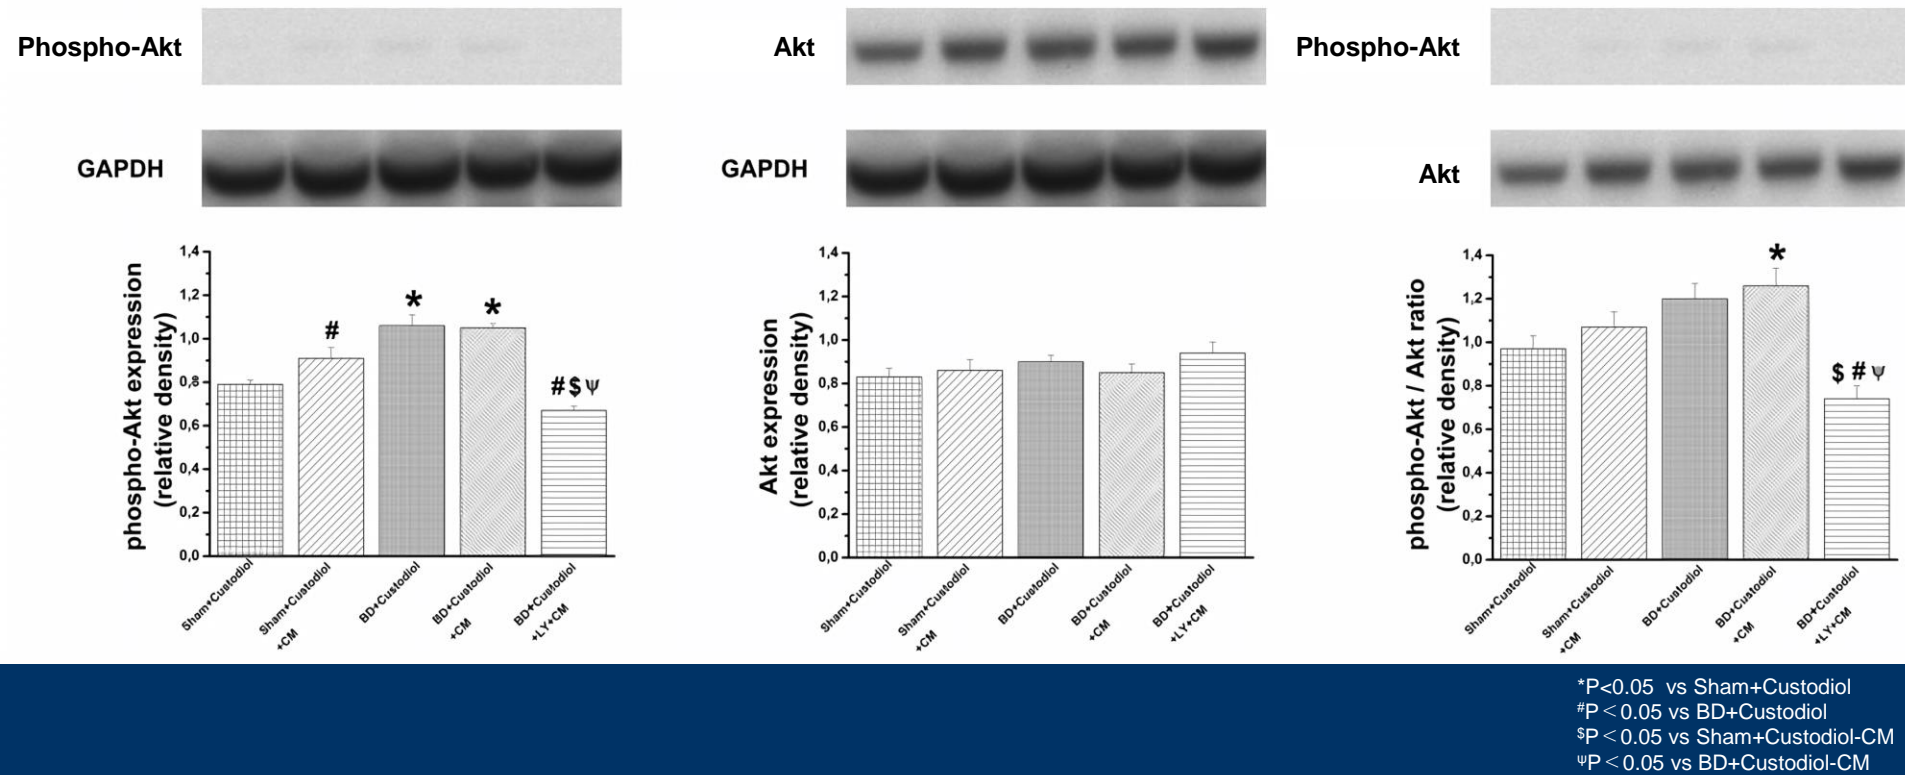 Phospho-Akt
GAPDH
1,4
1,2
1,0
0,8
0,6
0,4
0,2
0,0
phospho-Akt expression
(relative density)
#
*
*
#$ψ
Sham+Custodiol
Sham+Custodiol
+CM
BD+Custodiol
BD+Custodiol
+CM
BD+Custodiol
+LY+CM
Akt
GAPDH
1,4
1,2
1,0
0,8
0,6
0,4
0,2
0,0
Akt expression
(relative density)
Sham+Custodiol
Sham+Custodiol
+CM
BD+Custodiol
BD+Custodiol
+CM
BD+Custodiol
+LY+CM
Phospho-Akt
Akt
1,4
1,2
1,0
0,8
0,6
0,4
0,2
0,0
phospho-Akt / Akt ratio
(relative density)
*
$ # ψ
Sham+Custodiol
Sham+Custodiol
+CM
BD+Custodiol
BD+Custodiol
+CM
BD+Custodiol
+LY+CM
*P<0.05 vs Sham+Custodiol
#P＜0.05 vs BD+Custodiol
$P＜0.05 vs Sham+Custodiol-CM
ψP＜0.05 vs BD+Custodiol-CM